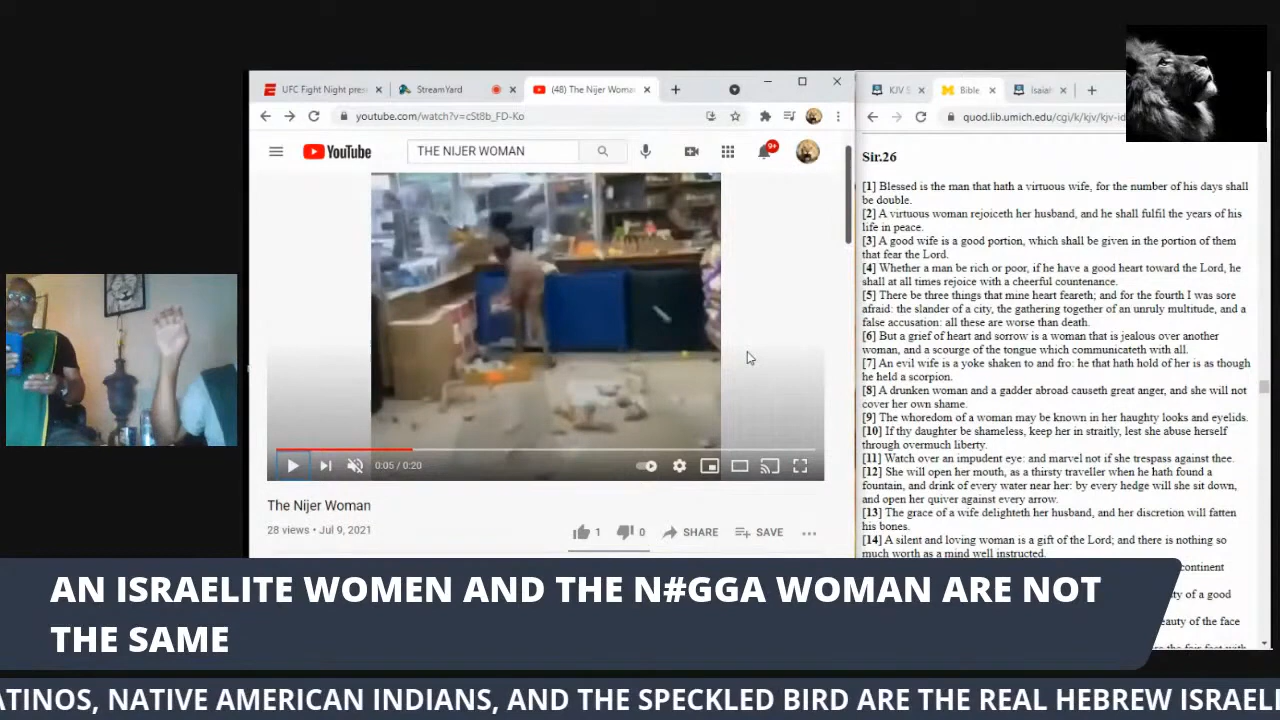 UFC Fight Night pres
StreamYard
(48) The Nijer Woma
KJV S
Bible
Isaiah
youtube.com/watch?v=cSt8b_FD-Ko
quod.lib.umich.edu/cgi/k/kjv/kjv-id
YouTube
THE NIJER WOMAN
9+
Sir.26
[1] Blessed is the man that hath a virtuous wife, for the number of his days shall
be double.
[2] A virtuous woman rejoiceth her husband, and he shall fulfil the years of his
life in peace.
[3] A good wife is a good portion, which shall be given in the portion of them
that fear the Lord.
[4] Whether a man be rich or poor, if he have a good heart toward the Lord, he
shall at all times rejoice with a cheerful countenance.
[5] There be three things that mine heart feareth; and for the fourth I was sore
afraid: the slander of a city, the gathering together of an unruly multitude, and a
false accusation: all these are worse than death.
[6] But a grief of heart and sorrow is a woman that is jealous over another
woman, and a scourge of the tongue which communicateth with all.
[7] An evil wife is a yoke shaken to and fro: he that hath hold of her is as though
he held a scorpion.
[8] A drunken woman and a gadder abroad causeth great anger, and she will not
cover her own shame.
[9] The whoredom of a woman may be known in her haughty looks and eyelids.
[10] If thy daughter be shameless, keep her in straitly, lest she abuse herself
through overmuch liberty.
[11] Watch over an impudent eye: and marvel not if she trespass against thee.
[12] She will open her mouth, as a thirsty traveller when he hath found a
fountain, and drink of every water near her: by every hedge will she sit down,
and open her quiver against every arrow.
[13] The grace of a wife delighteth her husband, and her discretion will fatten
his bones.
[14] A silent and loving woman is a gift of the Lord; and there is nothing so
much worth as a mind well instructed.
continent
ty of a good
eauty of the face
0:05 / 0:20
The Nijer Woman
28 views • Jul 9, 2021
1
0
SHARE
SAVE
AN ISRAELITE WOMEN AND THE N#GGA WOMAN ARE NOT
THE SAME
ATINOS, NATIVE AMERICAN INDIANS, AND THE SPECKLED BIRD ARE THE REAL HEBREW ISRAEL